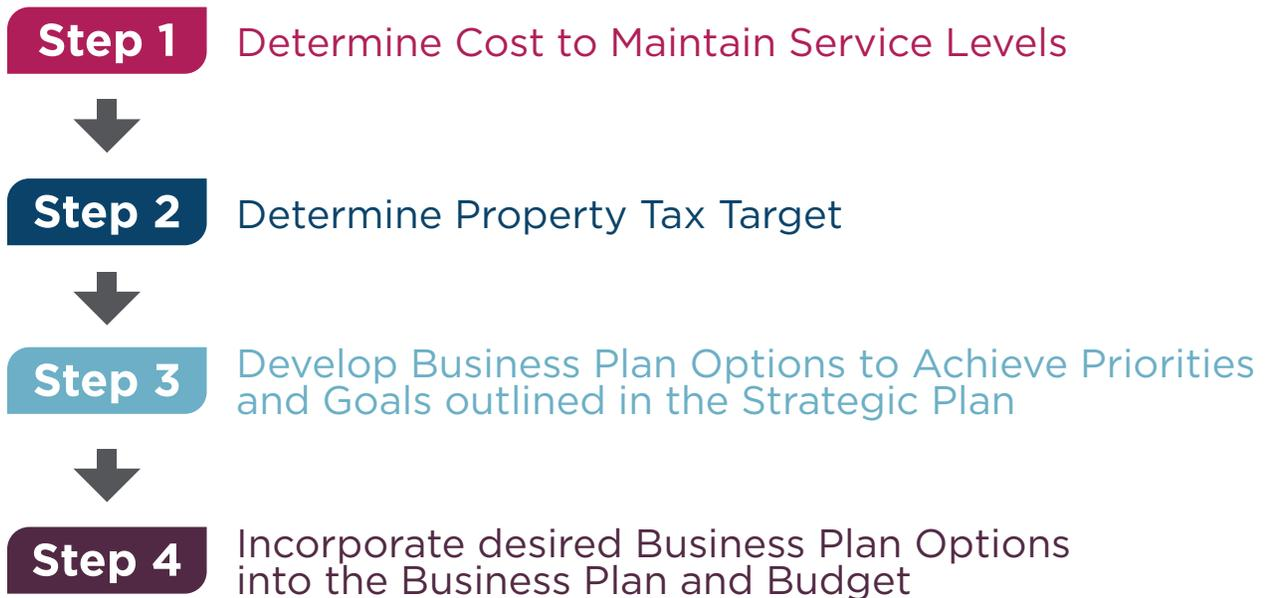 Step 1 Determine Cost to Maintain Service Levels
Step 2 Determine Property Tax Target
Step 3 Develop Business Plan Options to Achieve Priorities
and Goals outlined in the Strategic Plan
Step 4 Incorporate desired Business Plan Options
into the Business Plan and Budget